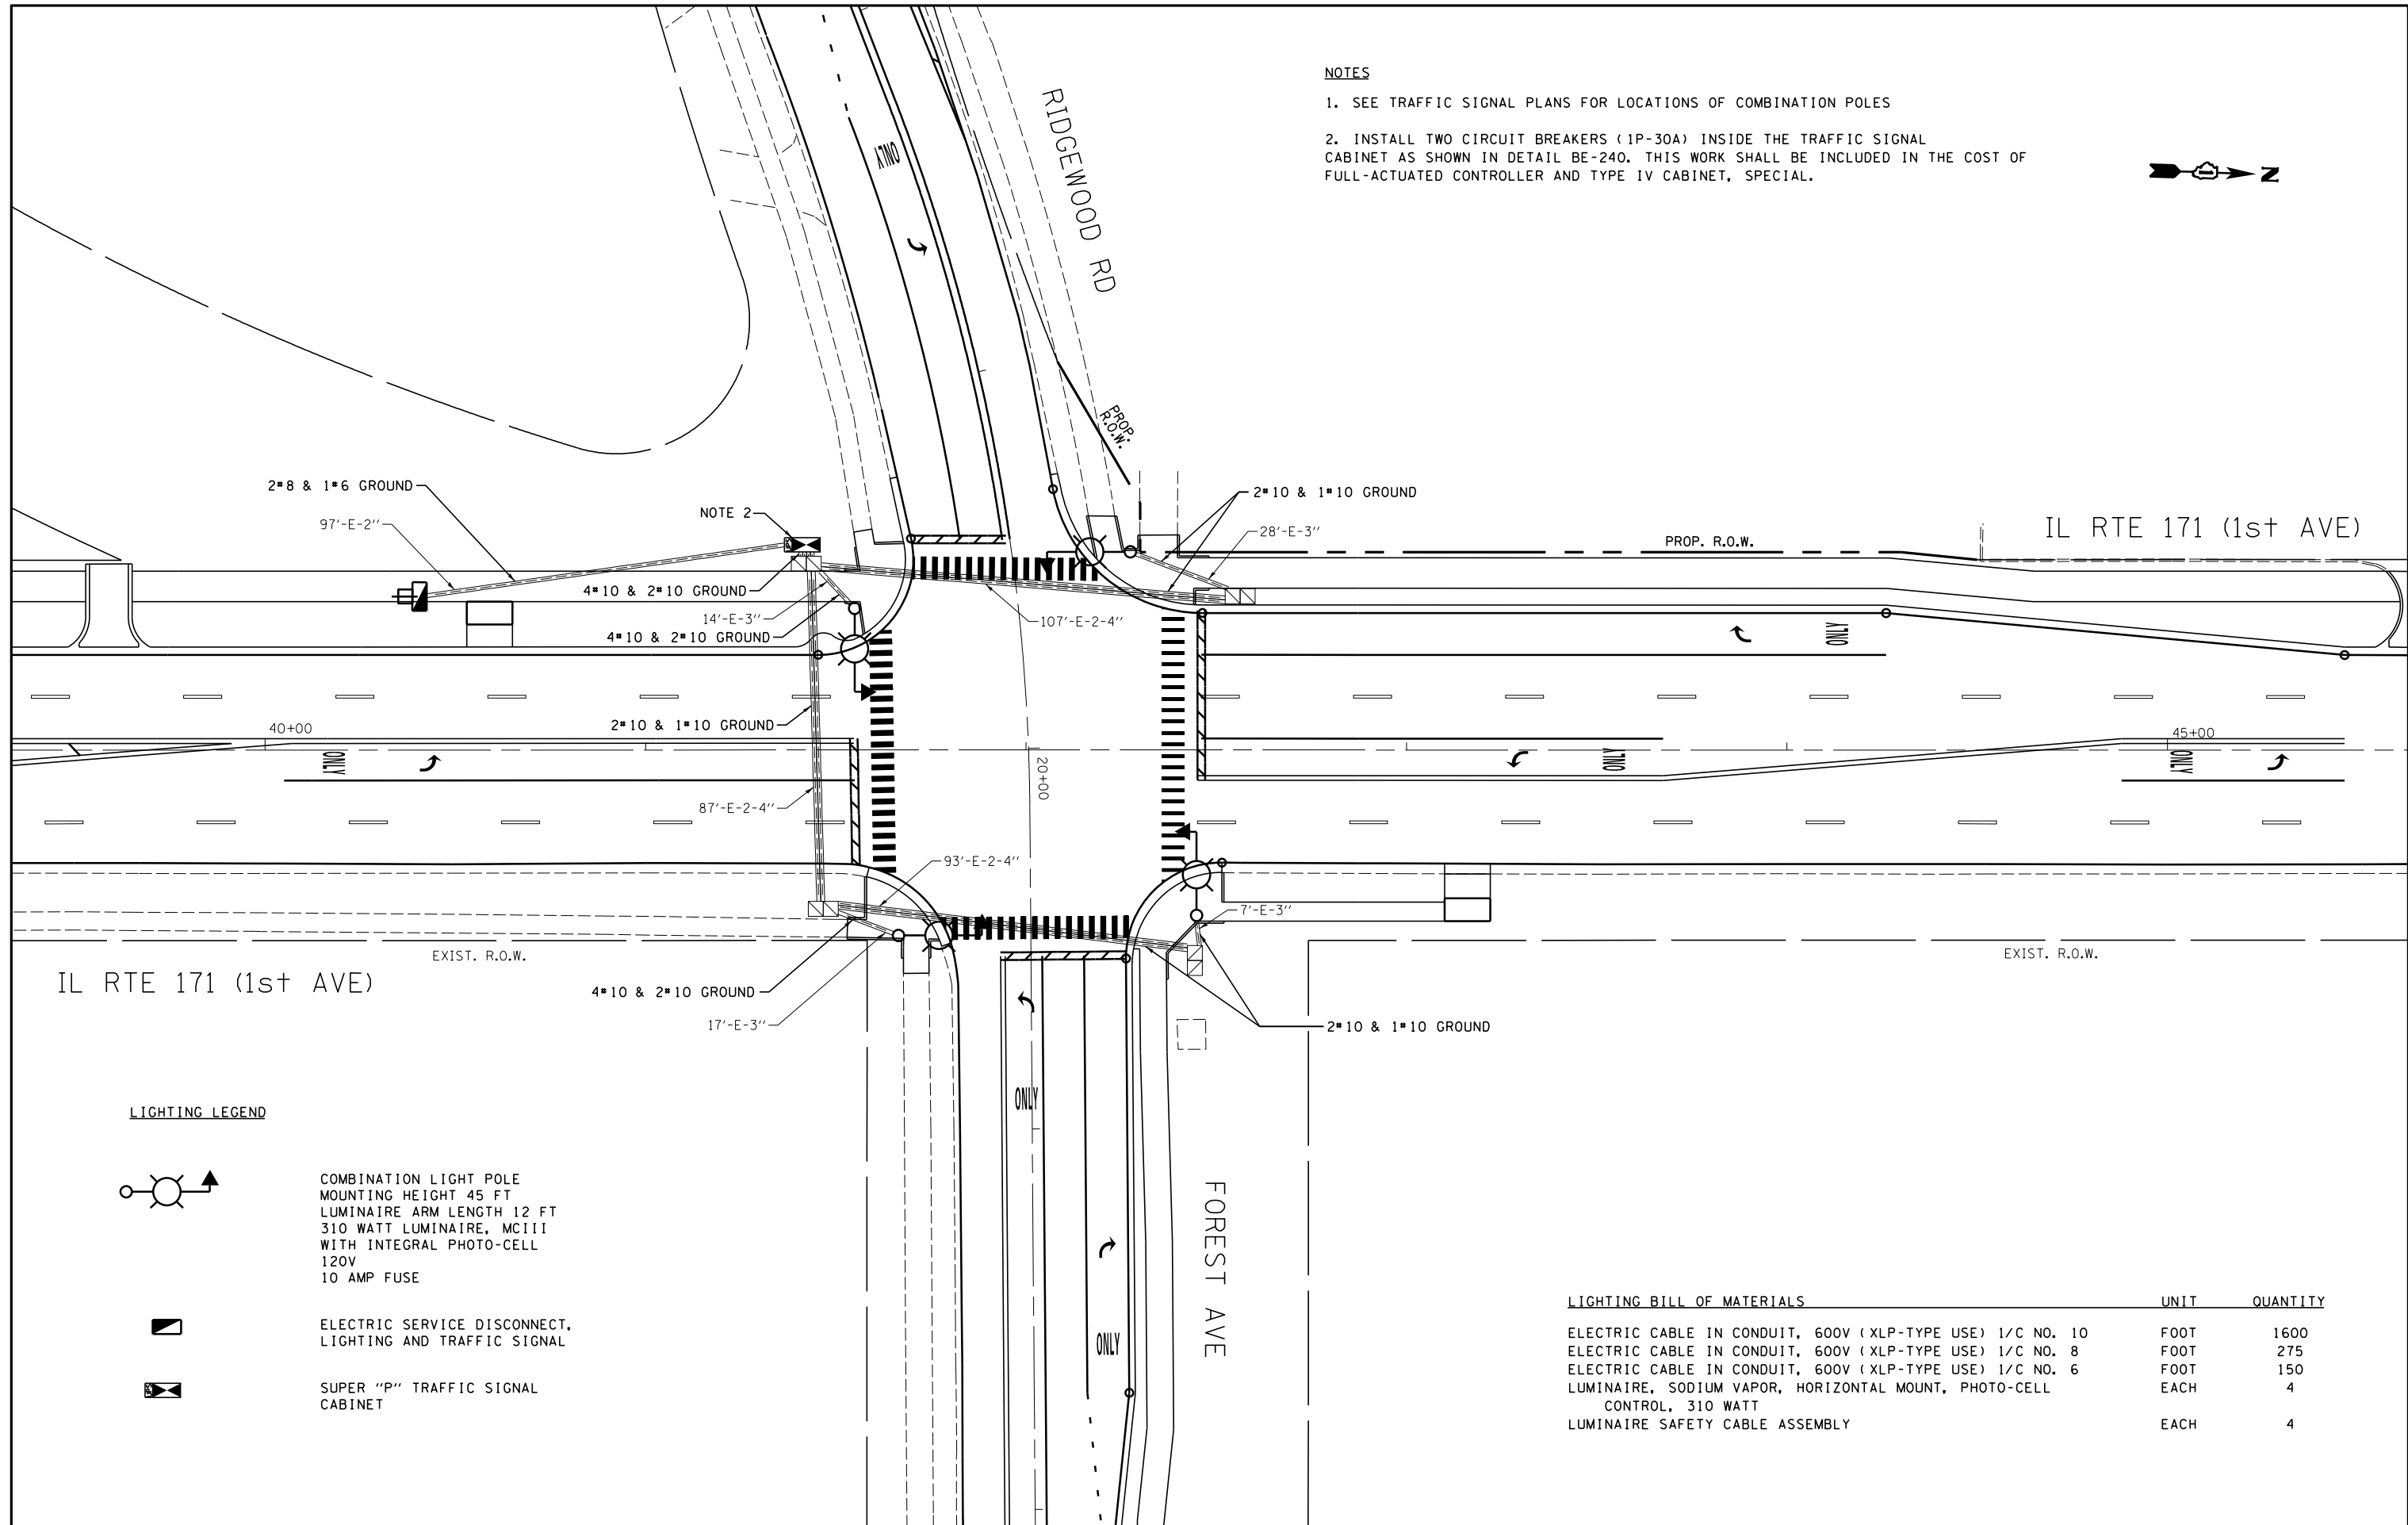 NOTES
1. SEE TRAFFIC SIGNAL PLANS FOR LOCATIONS OF COMBINATION POLES
2. INSTALL TWO CIRCUIT BREAKERS (1P-30A) INSIDE THE TRAFFIC SIGNAL
CABINET AS SHOWN IN DETAIL BE-240. THIS WORK SHALL BE INCLUDED IN THE COST OF
FULL-ACTUATED CONTROLLER AND TYPE IV CABINET, SPECIAL.
N
RIDGEWOOD RD
ONLY
PROP.
R.O.W.
2#8 & 1#6 GROUND
97'-E-2''
NOTE 2
2#10 & 1#10 GROUND
28'-E-3''
PROP. R.O.W.
IL RTE 171 (1st AVE)
4#10 & 2#10 GROUND
14'-E-3''
4#10 & 2#10 GROUND
107'-E-2-4''
ONLY
2#10 & 1#10 GROUND
40+00
ONLY
20+00
ONLY
45+00
ONLY
87'-E-2-4''
93'-E-2-4''
7'-E-3''
EXIST. R.O.W.
EXIST. R.O.W.
IL RTE 171 (1st AVE)
4#10 & 2#10 GROUND
17'-E-3''
2#10 & 1#10 GROUND
ONLY
ONLY
FOREST AVE
LIGHTING LEGEND
COMBINATION LIGHT POLE
MOUNTING HEIGHT 45 FT
LUMINAIRE ARM LENGTH 12 FT
310 WATT LUMINAIRE, MCIII
WITH INTEGRAL PHOTO-CELL
120V
10 AMP FUSE
ELECTRIC SERVICE DISCONNECT,
LIGHTING AND TRAFFIC SIGNAL
SUPER "P" TRAFFIC SIGNAL
CABINET
LIGHTING BILL OF MATERIALS UNIT QUANTITY
ELECTRIC CABLE IN CONDUIT, 600V (XLP-TYPE USE) 1/C NO. 10 FOOT 1600
ELECTRIC CABLE IN CONDUIT, 600V (XLP-TYPE USE) 1/C NO. 8 FOOT 275
ELECTRIC CABLE IN CONDUIT, 600V (XLP-TYPE USE) 1/C NO. 6 FOOT 150
LUMINAIRE, SODIUM VAPOR, HORIZONTAL MOUNT, PHOTO-CELL EACH 4
CONTROL, 310 WATT
LUMINAIRE SAFETY CABLE ASSEMBLY EACH 4